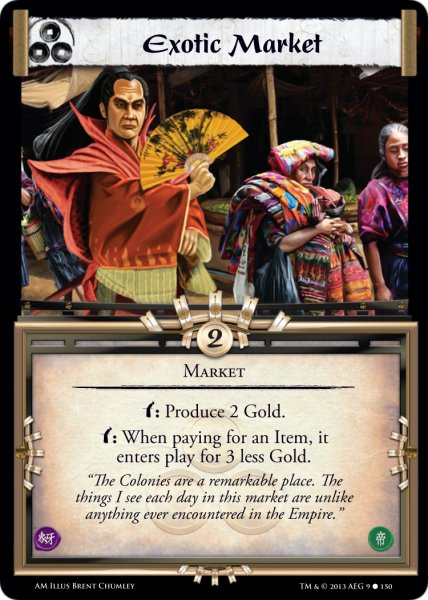 Exotic Market
2
Market
: Produce 2 Gold.
: When paying for an Item, it
enters play for 3 less Gold.
“The Colonies are a remarkable place. The
things I see each day in this market are unlike
anything ever encountered in the Empire.”
帝
AM Illus Brent Chumley
TM & © 2013 AEG 9 ● 150